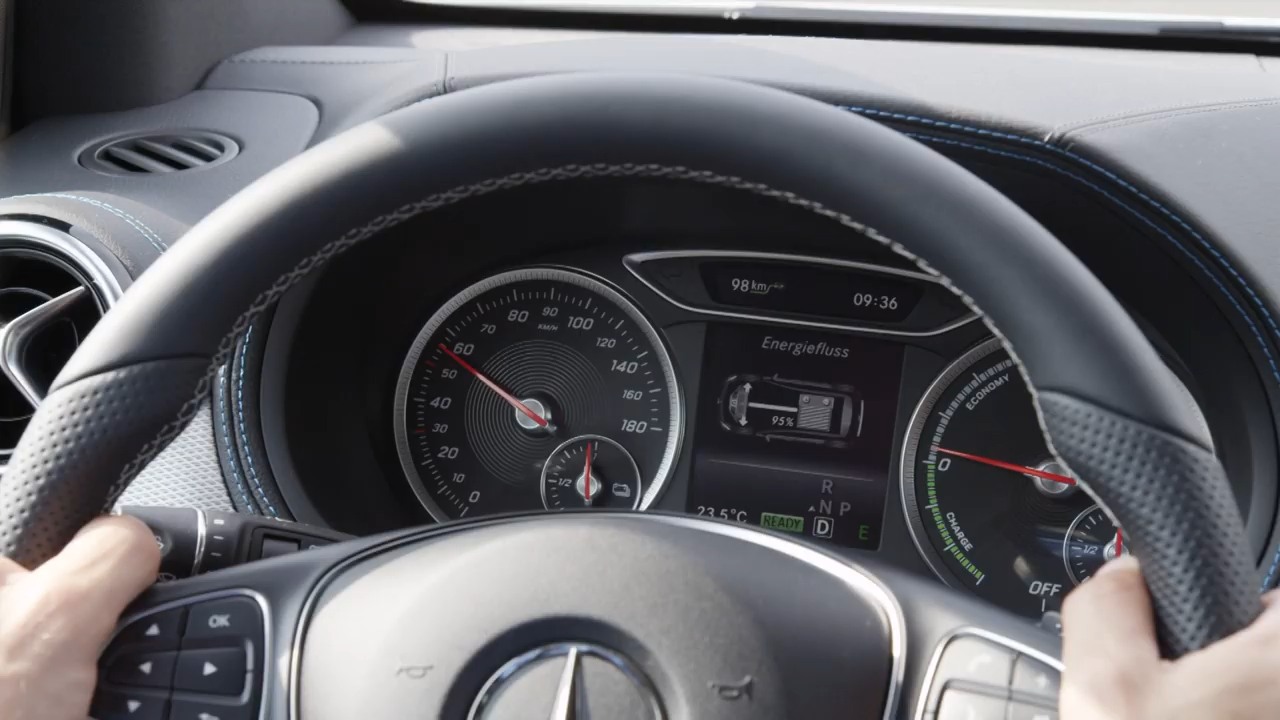 98 km
09:36
Energiefluss
95%
R
N P
23.5°C
READY
D
E
0
10
20
30
40
50
60
70
80
90
100
120
140
160
180
KM/H
1/2
ECONOMY
0
CHARGE
OFF
1/2
OK